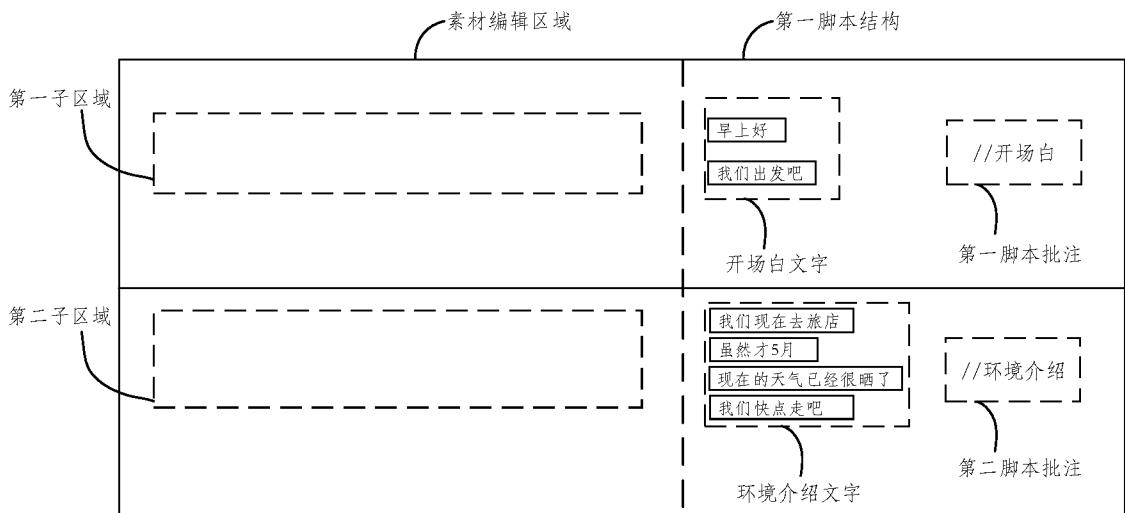 素材编辑区域
第一脚本结构
第一子区域
早上好
我们出发吧
//开场白
开场白文字
第一脚本批注
第二子区域
我们现在去旅店
虽然才5月
现在的天气已经很晒了
我们快点走吧
//环境介绍
环境介绍文字
第二脚本批注